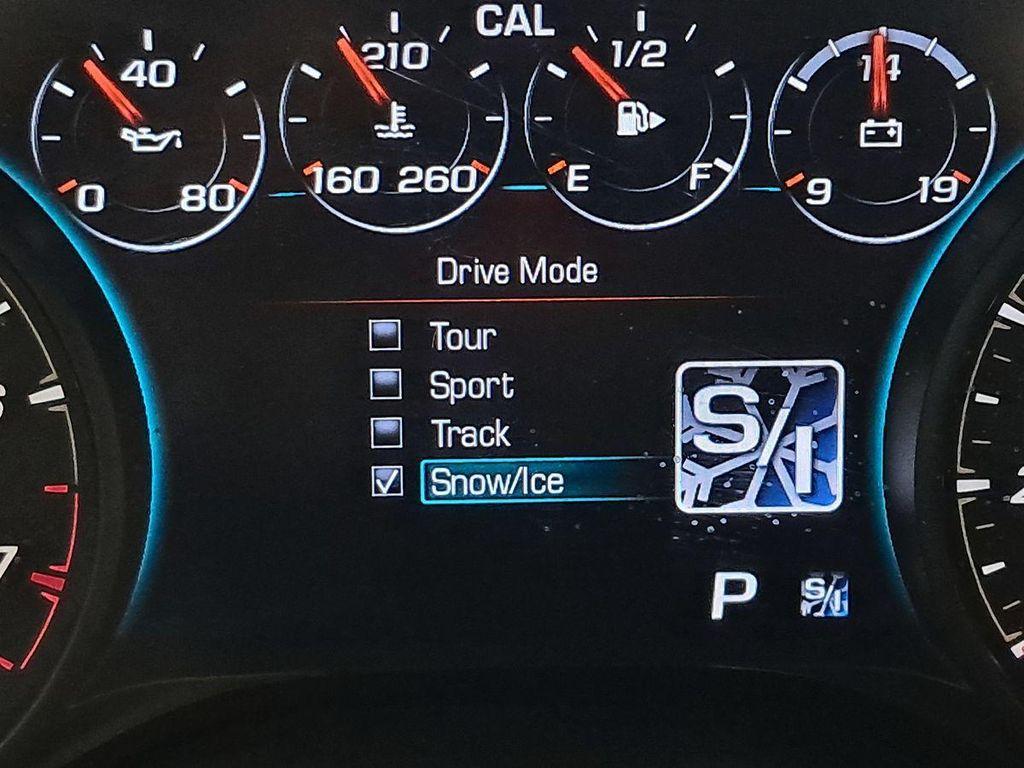 CAL
40
210
1/2
14
0 80
160 260
E F
9 19
Drive Mode
Tour
Sport
Track
Snow/Ice
S/I
P S/I
7